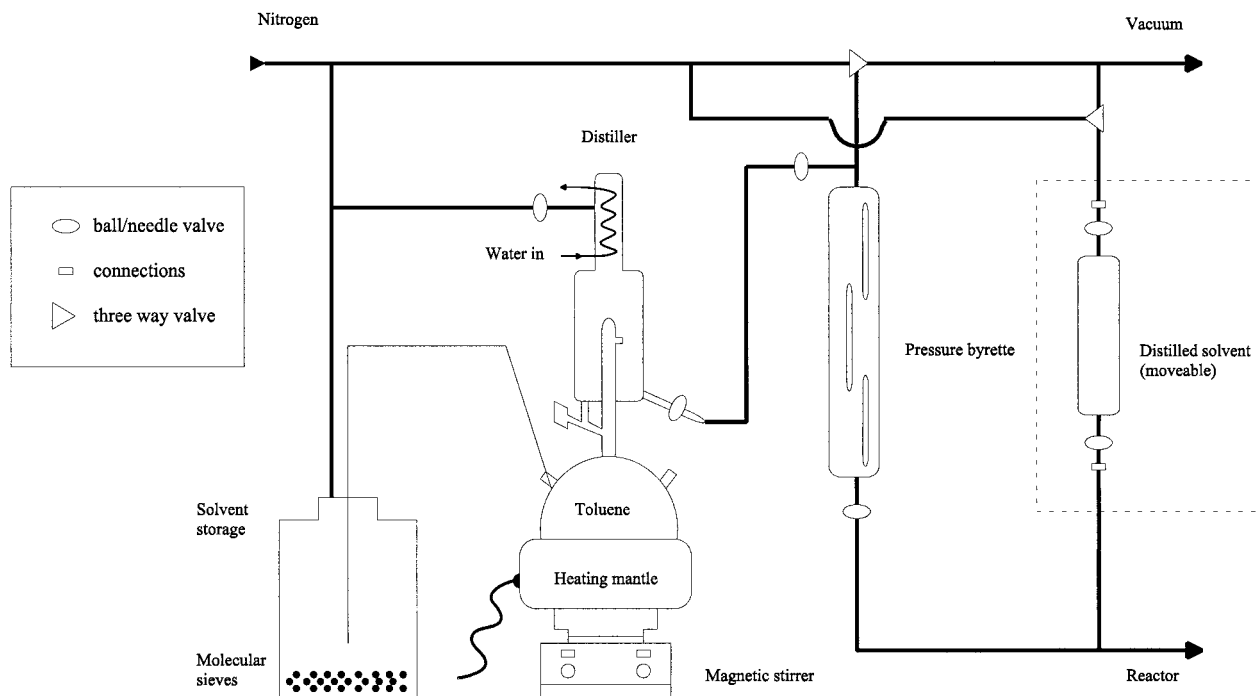 Nitrogen
Vacuum
Distiller
ball/needle valve
connections
three way valve
Water in
Pressure byrette
Distilled solvent
(moveable)
Solvent
storage
Toluene
Heating mantle
Molecular
sieves
Magnetic stirrer
Reactor